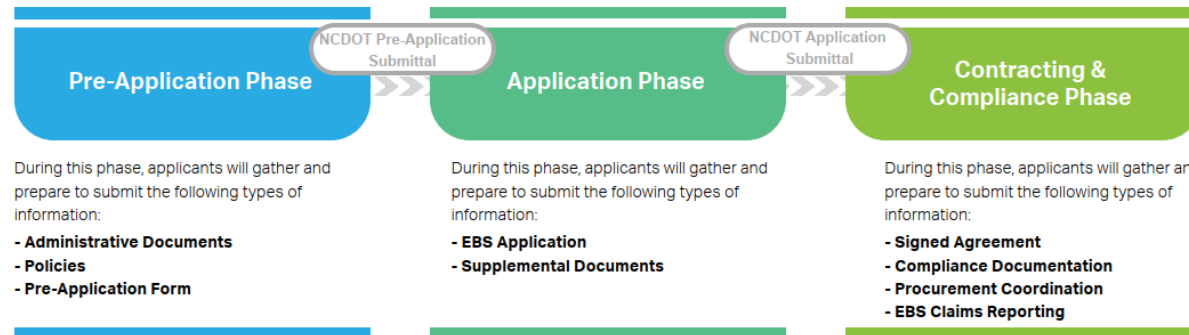 NCDOT Pre-Application
Submittal
NCDOT Application
Submittal
Pre-Application Phase
Application Phase
Contracting &
Compliance Phase
During this phase, applicants will gather and
prepare to submit the following types of
information:
- Administrative Documents
- Policies
- Pre-Application Form
During this phase, applicants will gather and
prepare to submit the following types of
information:
- EBS Application
- Supplemental Documents
During this phase, applicants will gather an
prepare to submit the following types of
information:
- Signed Agreement
- Compliance Documentation
- Procurement Coordination
- EBS Claims Reporting